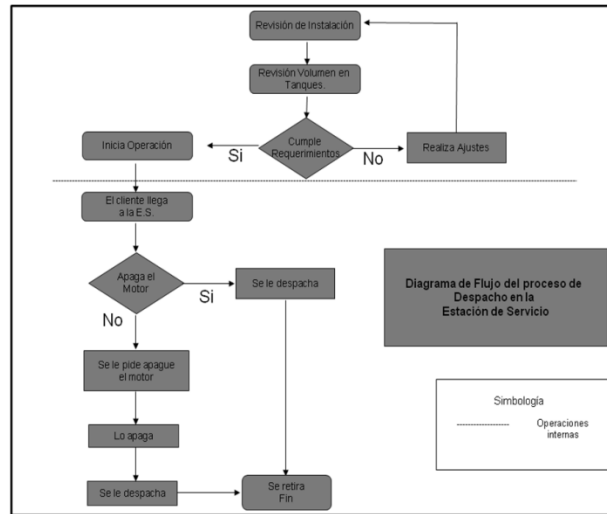 Revisión de Instalación
Revisión Volumen en
Tanques.
Cumple
Requerimientos
Si
No
Inicia Operación
Realiza Ajustes
El cliente llega
a la E.S.
Apaga el
Motor
Si
No
Se le despacha
Diagrama de Flujo del proceso de
Despacho en la
Estación de Servicio
Se le pide apague
el motor
Lo apaga
Se le despacha
Se retira
Fin
Simbología
Operaciones
internas